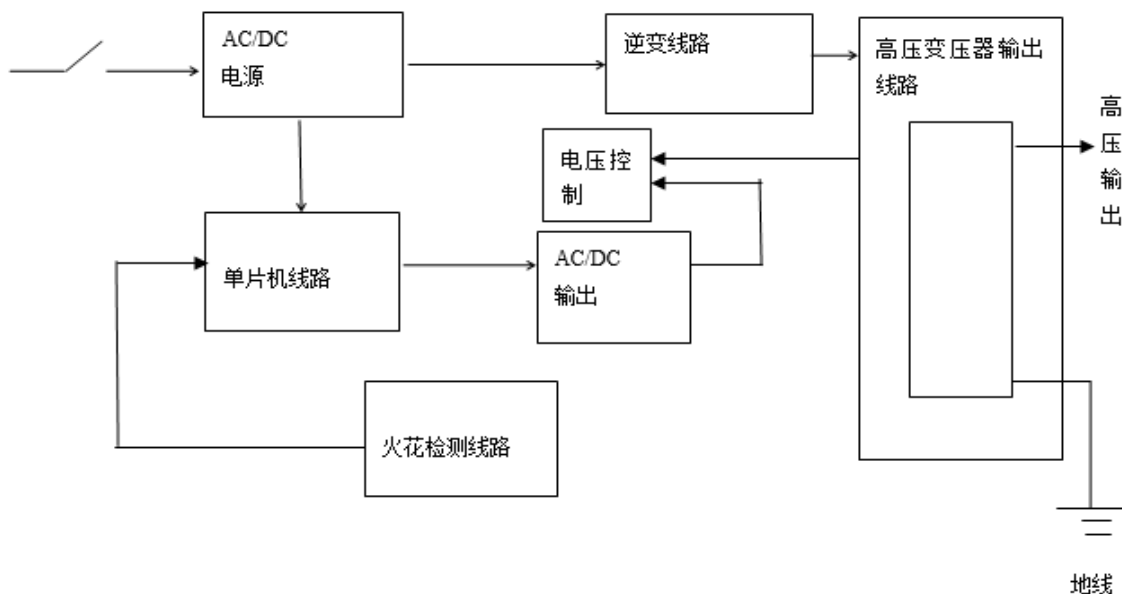 AC/DC
电源
逆变线路
高压变压器输出
线路
高
压
输
出
电压控
制
单片机线路
AC/DC
输出
火花检测线路
地线